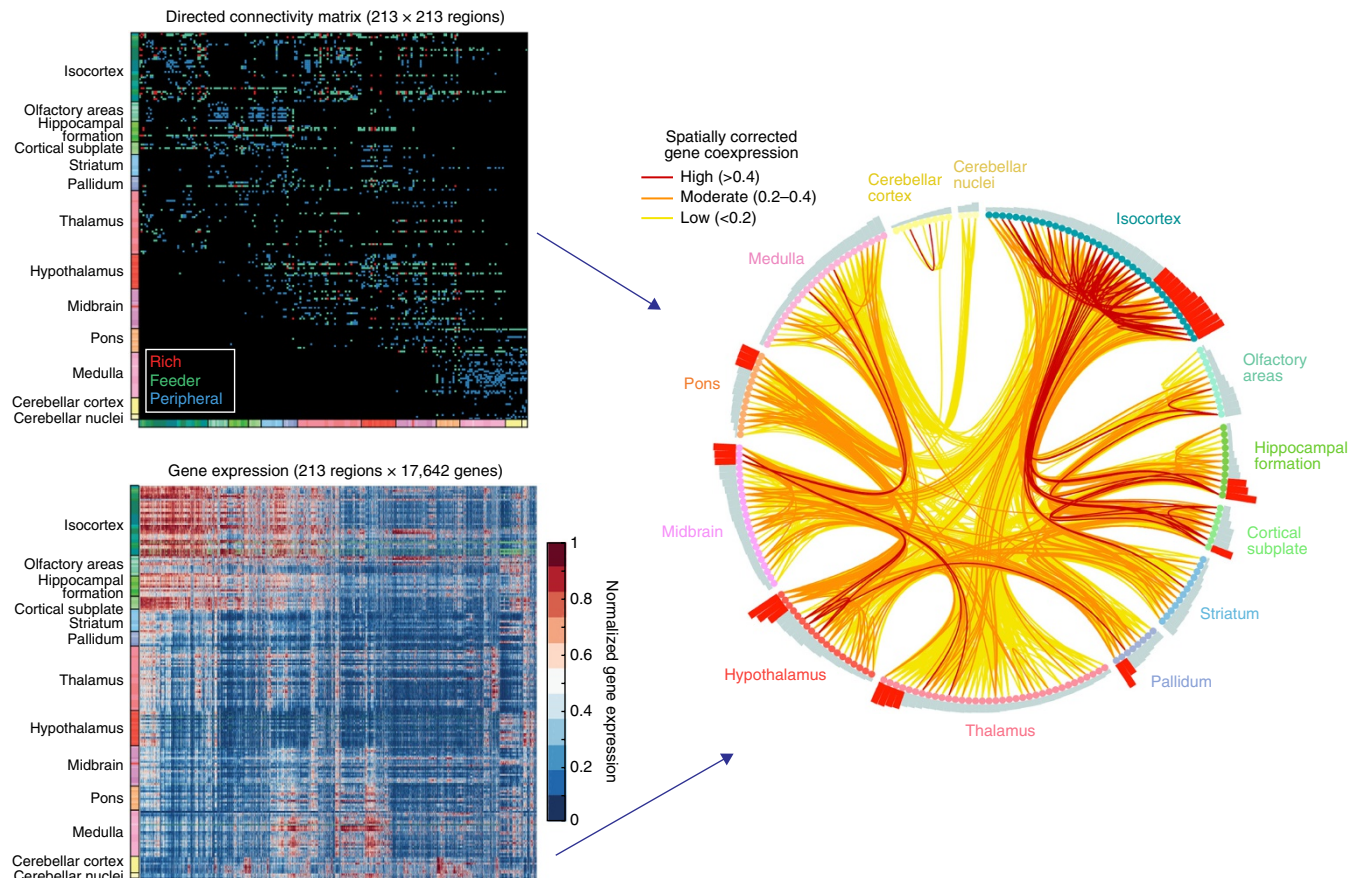 Directed connectivity matrix (213 × 213 regions)
Isocortex
Olfactory areas
Hippocampal
formation
Cortical subplate
Striatum
Pallidum
Thalamus
Hypothalamus
Midbrain
Pons
Medulla
Cerebellar cortex
Cerebellar nuclei
Rich
Feeder
Peripheral
Gene expression (213 regions × 17,642 genes)
Isocortex
Olfactory areas
Hippocampal
formation
Cortical subplate
Striatum
Pallidum
Thalamus
Hypothalamus
Midbrain
Pons
Medulla
Cerebellar cortex
Cerebellar nuclei
1
0.8
0.6
0.4
0.2
0
Normalized gene expression
Spatially corrected
gene coexpression
High (>0.4)
Moderate (0.2–0.4)
Low (<0.2)
Cerebellar
cortex
Cerebellar
nuclei
Isocortex
Olfactory
areas
Hippocampal
formation
Cortical
subplate
Striatum
Pallidum
Thalamus
Hypothalamus
Midbrain
Pons
Medulla